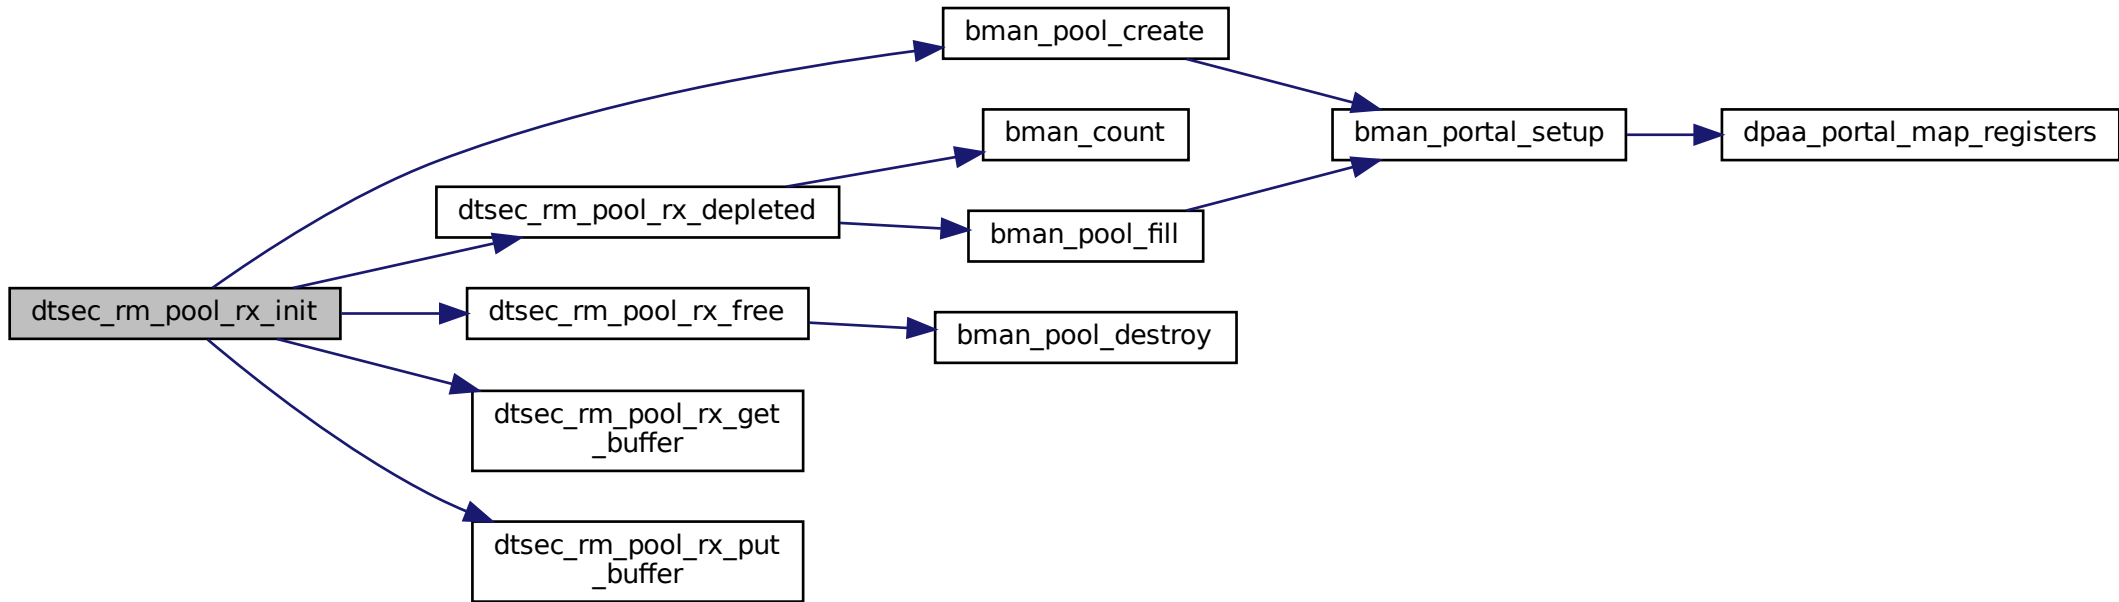 bman_pool_create
bman_count
bman_portal_setup
dpaa_portal_map_registers
dtsec_rm_pool_rx_depleted
bman_pool_fill
dtsec_rm_pool_rx_init
dtsec_rm_pool_rx_free
bman_pool_destroy
dtsec_rm_pool_rx_get
_buffer
dtsec_rm_pool_rx_put
_buffer